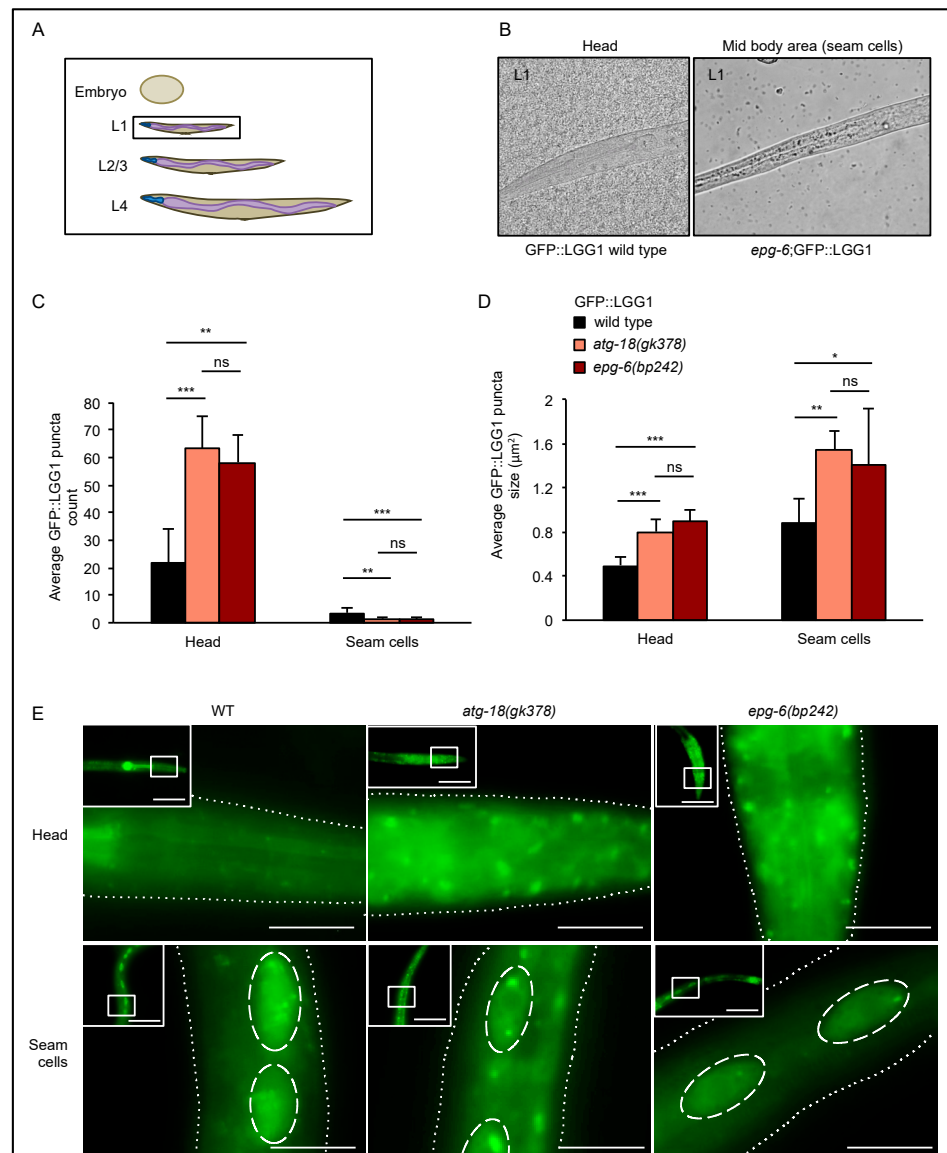 A
Embryo
L1
L2/3
L4
B
Head
Mid body area (seam cells)
L1
L1
GFP::LGG1 wild type
epg-6;GFP::LGG1
C
Average GFP::LGG1 puncta
count
80
70
60
50
40
30
20
10
0
**
ns
***
***
ns
**
Head
Seam cells
D
GFP::LGG1
wild type
atg-18(gk378)
epg-6(bp242)
Average GFP::LGG1 puncta
size (µm²)
2
1.6
1.2
0.8
0.4
0
***
ns
***
*
ns
**
Head
Seam cells
E
WT
atg-18(gk378)
epg-6(bp242)
Head
Seam
cells